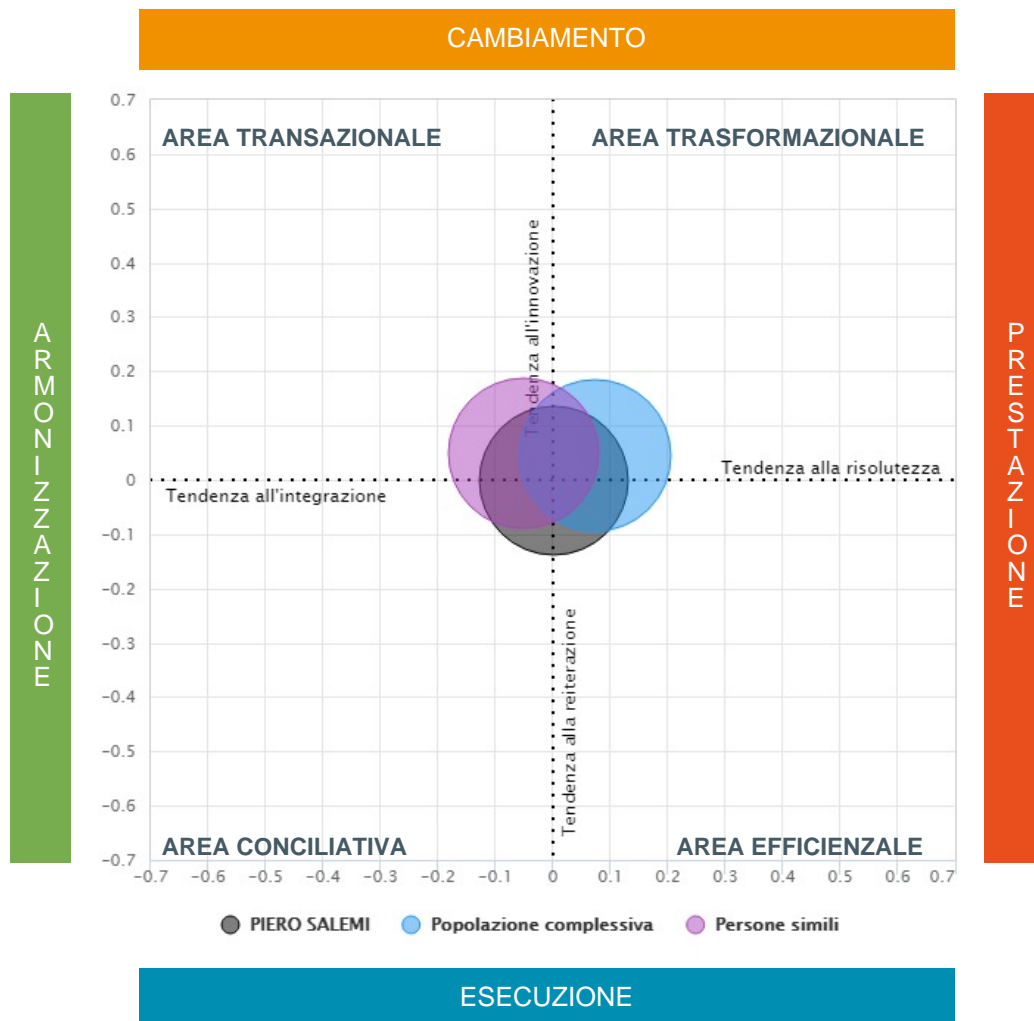 CAMBIAMENTO
ARMONIZZAZIONE
PRESTAZIONE
AREA TRANSAZIONALE
AREA TRASFORMAZIONALE
0.7
0.6
0.5
0.4
0.3
0.2
0.1
0
−0.1
−0.2
−0.3
−0.4
−0.5
−0.6
−0.7
Tendenza all'innovazione
Tendenza alla risolutezza
Tendenza all'integrazione
Tendenza alla reiterazione
AREA CONCILIATIVA
AREA EFFICIENZALE
−0.7 −0.6 −0.5 −0.4 −0.3 −0.2 −0.1 0 0.1 0.2 0.3 0.4 0.5 0.6 0.7
PIERO SALEMI Popolazione complessiva Persone simili
ESECUZIONE